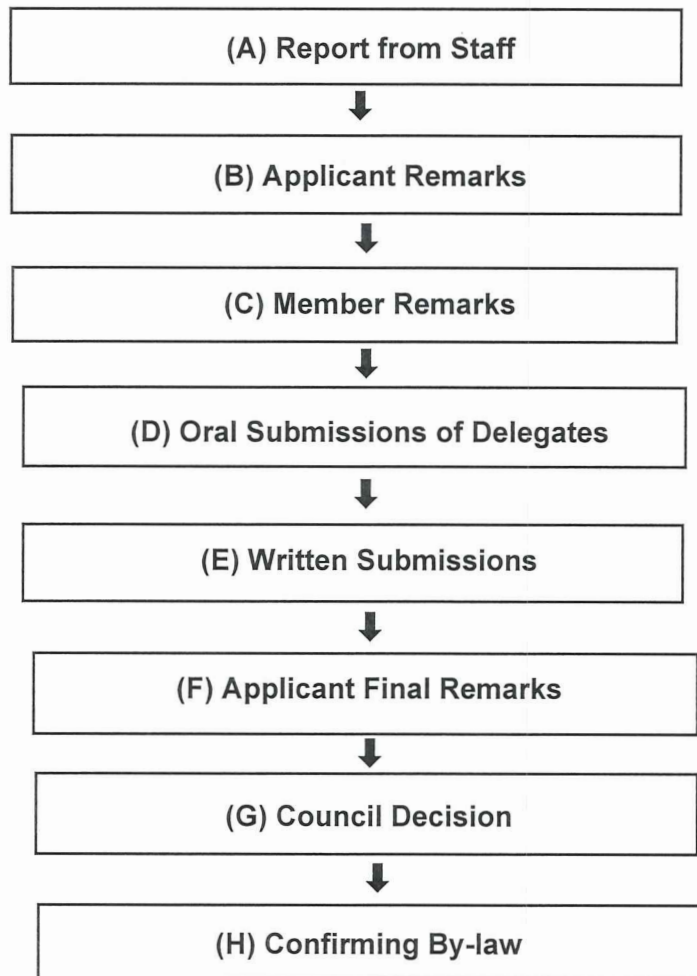 (A) Report from Staff
(B) Applicant Remarks
(C) Member Remarks
(D) Oral Submissions of Delegates
(E) Written Submissions
(F) Applicant Final Remarks
(G) Council Decision
(H) Confirming By-law